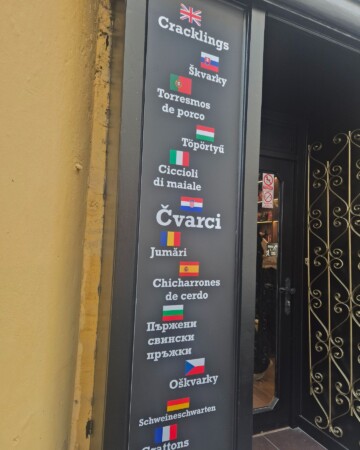 Cracklings
Škvarky
Torresmos
de porco
Töpörtyű
Ciccioli
di maiale
Čvarci
Jumări
Chicharrones
de cerdo
Пържени
свински
пръжки
Oškvarky
Schweineschwarten
Grattons